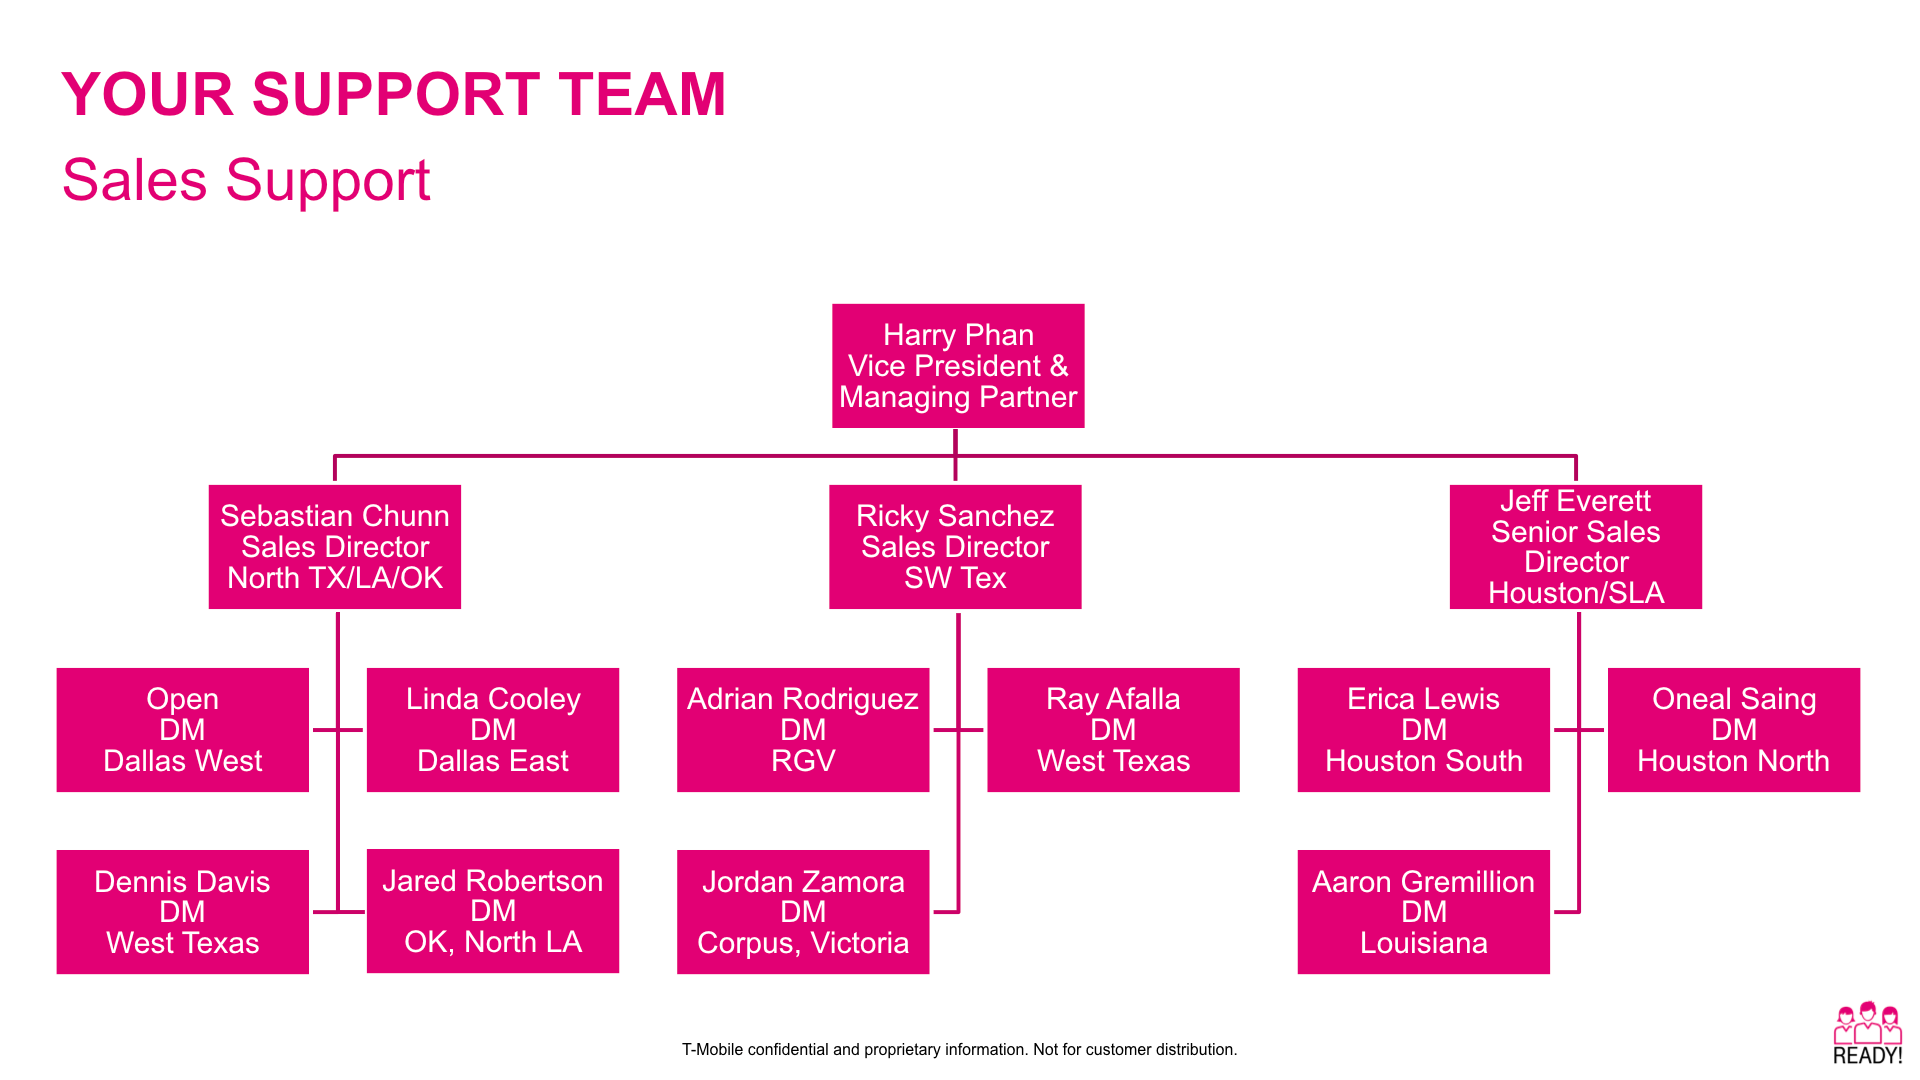 YOUR SUPPORT TEAM
Sales Support
Harry Phan
Vice President &
Managing Partner
Sebastian Chunn
Sales Director
North TX/LA/OK
Ricky Sanchez
Sales Director
SW Tex
Jeff Everett
Senior Sales
Director
Houston/SLA
Open
DM
Dallas West
Linda Cooley
DM
Dallas East
Adrian Rodriguez
DM
RGV
Ray Afalla
DM
West Texas
Erica Lewis
DM
Houston South
Oneal Saing
DM
Houston North
Dennis Davis
DM
West Texas
Jared Robertson
DM
OK, North LA
Jordan Zamora
DM
Corpus, Victoria
Aaron Gremillion
DM
Louisiana
T-Mobile confidential and proprietary information. Not for customer distribution.
READY!